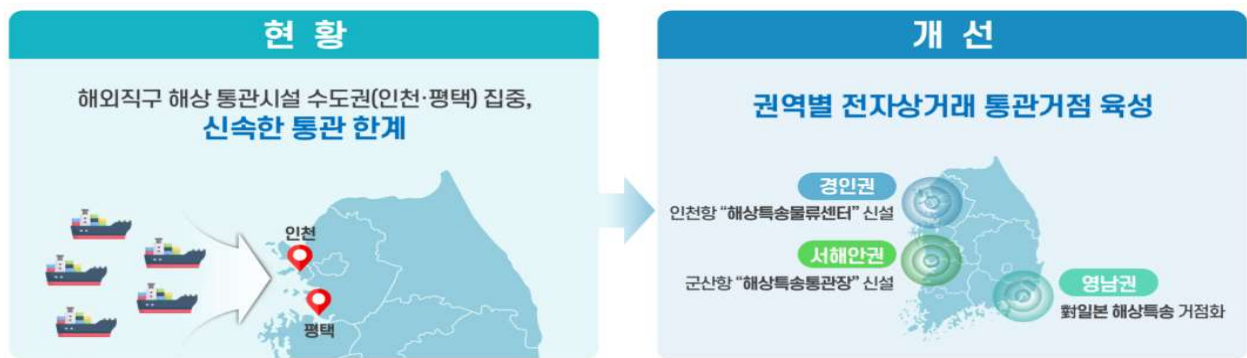 현 황
해외직구 해상 통관시설 수도권(인천·평택) 집중,
신속한 통관 한계
인천
평택
개 선
권역별 전자상거래 통관거점 육성
경인권
인천항 “해상특송물류센터” 신설
서해안권
군산항 “해상특송통관장” 신설
영남권
對일본 해상특송 거점화